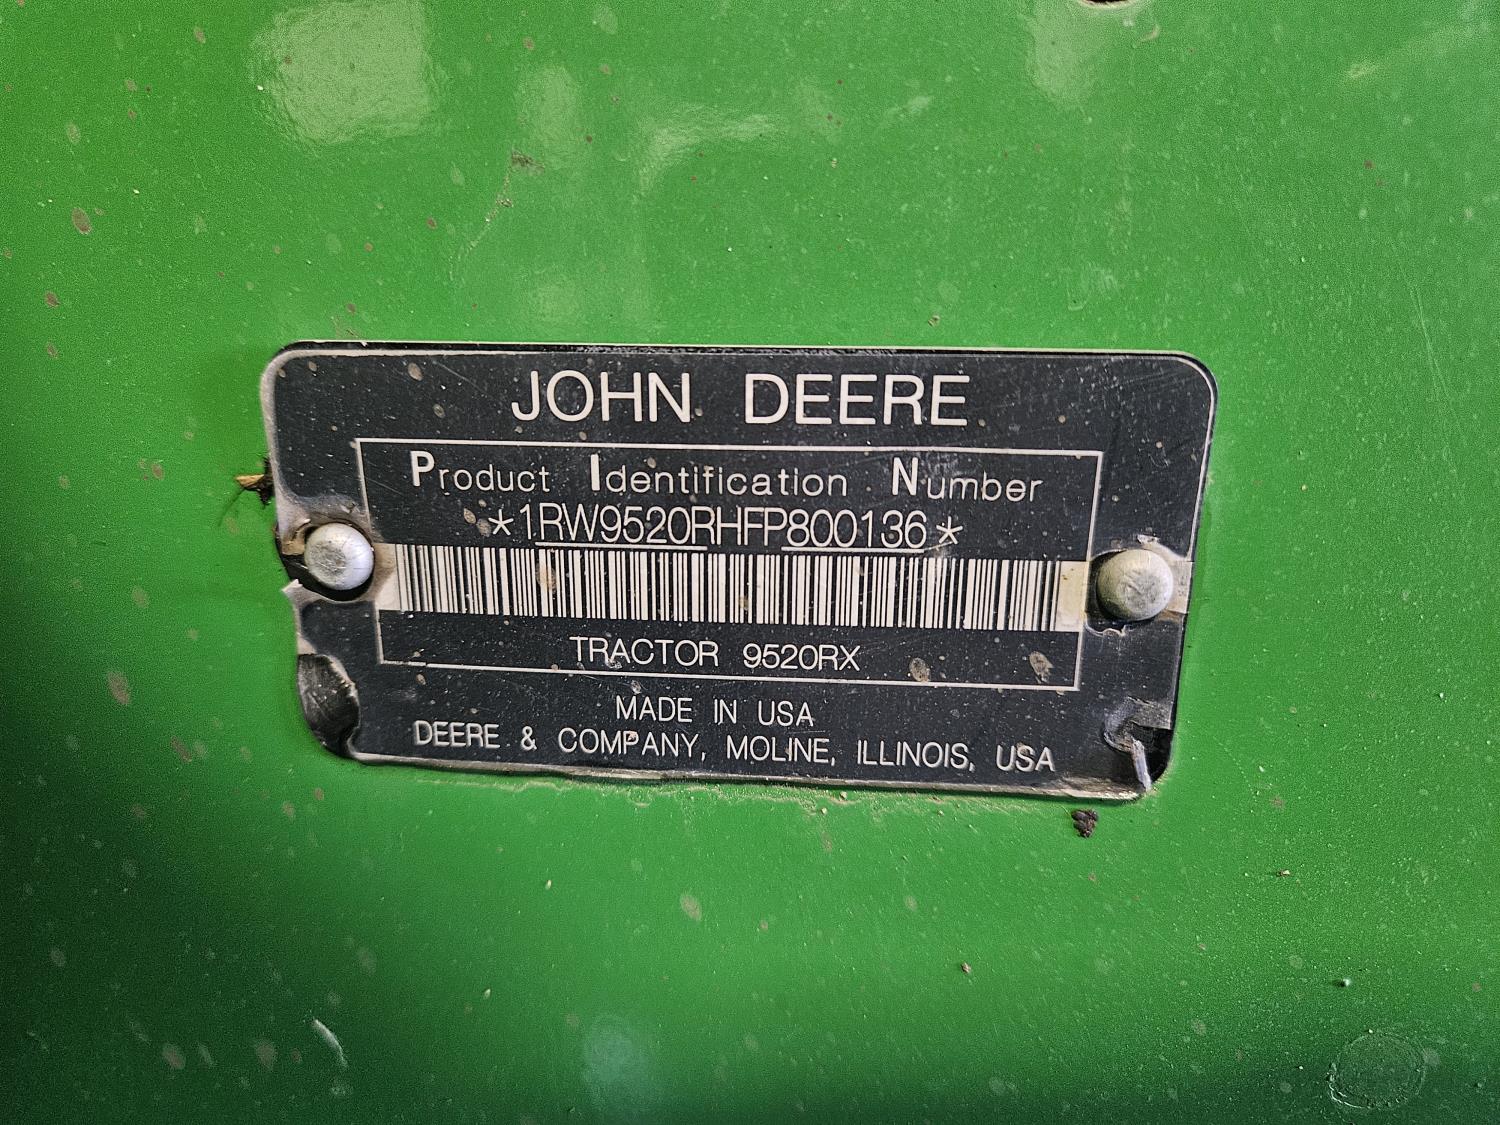 JOHN DEERE
Product Identification Number
*1RW9520RHFP800136*
TRACTOR 9520RX
MADE IN USA
DEERE & COMPANY, MOLINE, ILLINOIS, USA